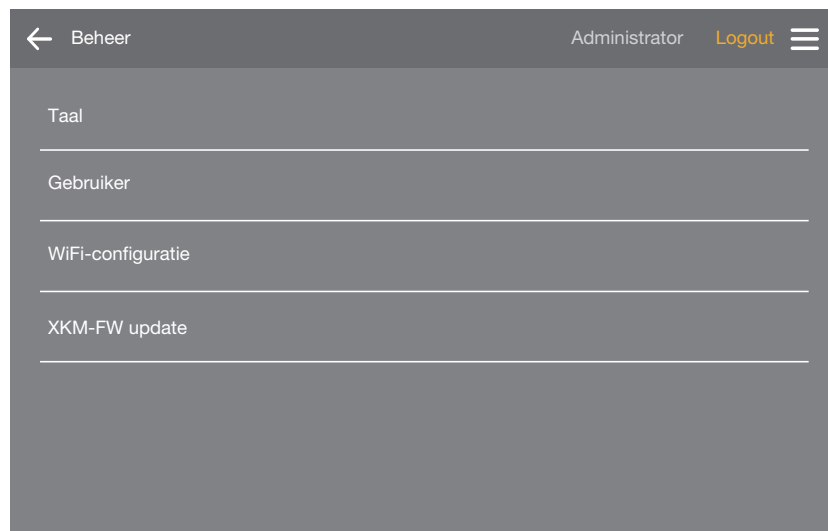 Beheer Administrator Logout
Taal
Gebruiker
WiFi-configuratie
XKM-FW update